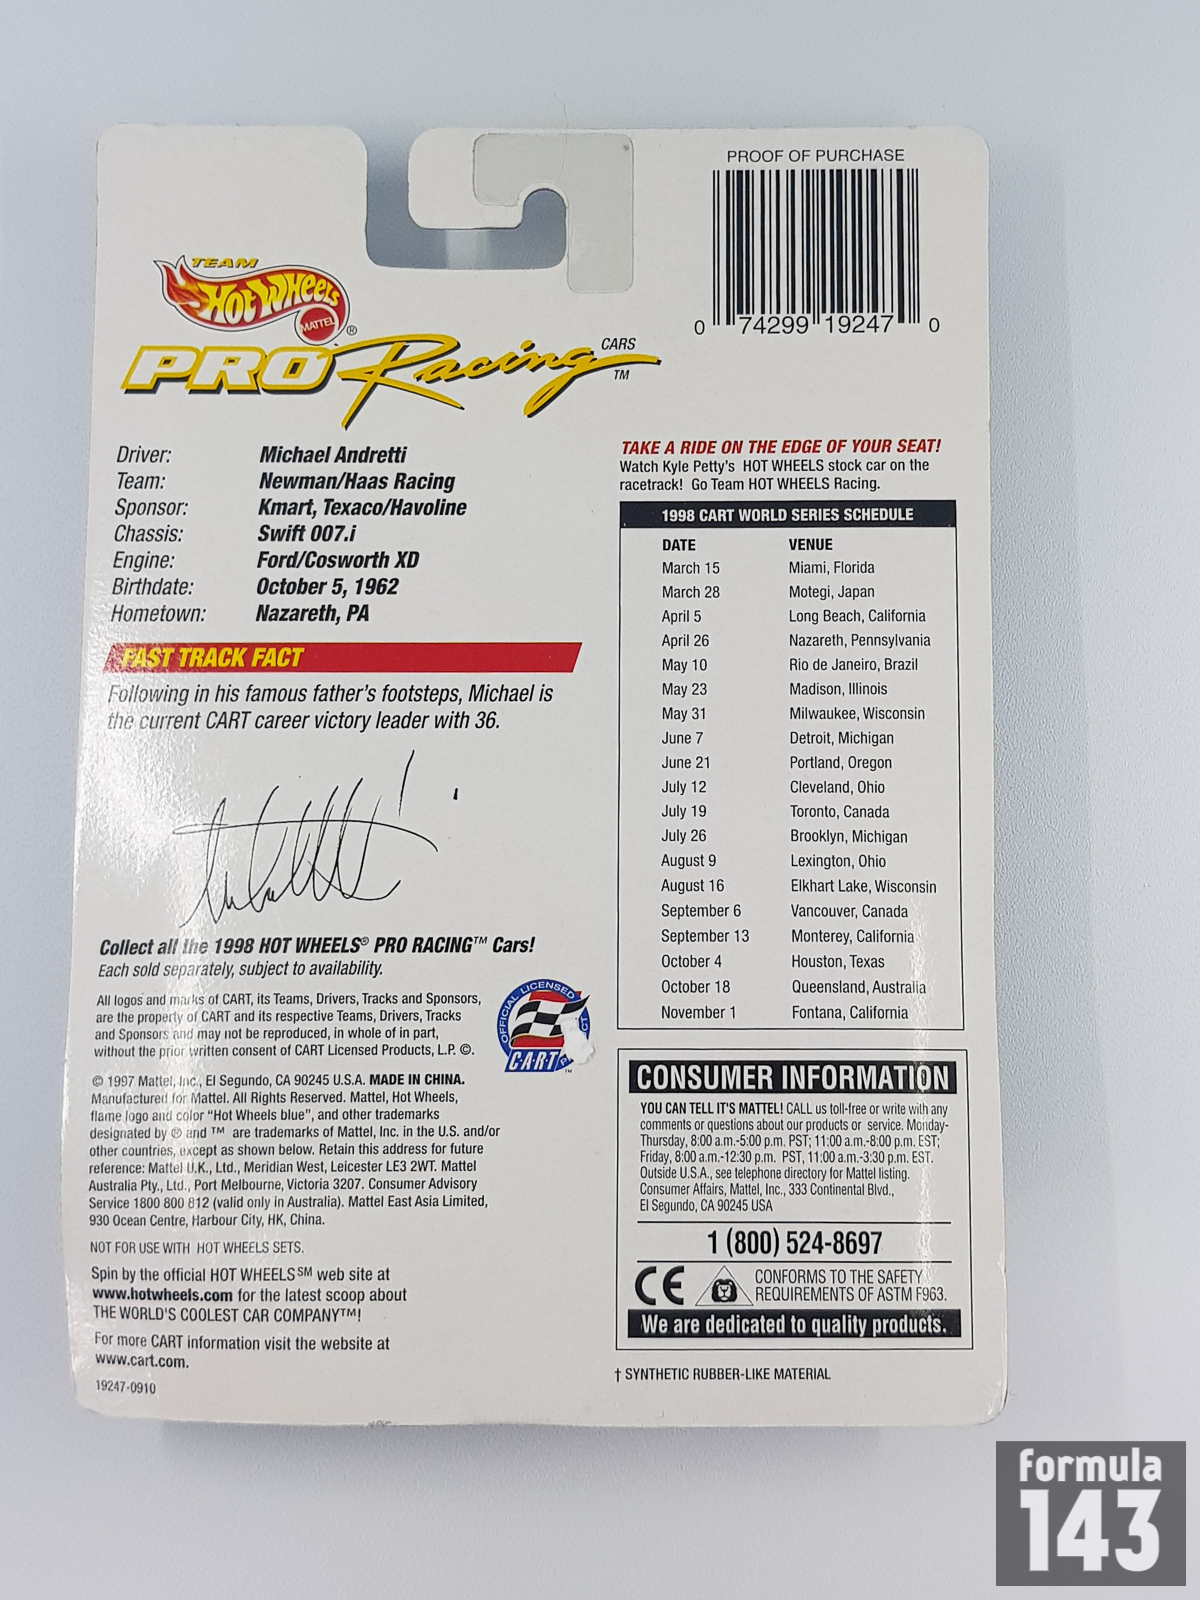 PROOF OF PURCHASE
0 74299 19247 0
TEAM
Hot Wheels
MATTEL ®
PRO Racing CARS ™
Driver: Michael Andretti
Team: Newman/Haas Racing
Sponsor: Kmart, Texaco/Havoline
Chassis: Swift 007.i
Engine: Ford/Cosworth XD
Birthdate: October 5, 1962
Hometown: Nazareth, PA
FAST TRACK FACT
Following in his famous father's footsteps, Michael is
the current CART career victory leader with 36.
Collect all the 1998 HOT WHEELS® PRO RACING™ Cars!
Each sold separately, subject to availability.
All logos and marks of CART, its Teams, Drivers, Tracks and Sponsors,
are the property of CART and its respective Teams, Drivers, Tracks
and Sponsors and may not be reproduced, in whole of in part,
without the prior written consent of CART Licensed Products, L.P. ©.
OFFICIAL LICENSED
CART
™
© 1997 Mattel, Inc., El Segundo, CA 90245 U.S.A. MADE IN CHINA.
Manufactured for Mattel. All Rights Reserved. Mattel, Hot Wheels,
flame logo and color "Hot Wheels blue", and other trademarks
designated by ® and ™ are trademarks of Mattel, Inc. in the U.S. and/or
other countries, except as shown below. Retain this address for future
reference: Mattel U.K., Ltd., Meridian West, Leicester LE3 2WT. Mattel
Australia Pty., Ltd., Port Melbourne, Victoria 3207. Consumer Advisory
Service 1800 800 812 (valid only in Australia). Mattel East Asia Limited,
930 Ocean Centre, Harbour City, HK, China.
NOT FOR USE WITH HOT WHEELS SETS.
Spin by the official HOT WHEELS℠ web site at
www.hotwheels.com for the latest scoop about
THE WORLD'S COOLEST CAR COMPANY™!
For more CART information visit the website at
www.cart.com.
19247-0910
TAKE A RIDE ON THE EDGE OF YOUR SEAT!
Watch Kyle Petty's HOT WHEELS stock car on the
racetrack! Go Team HOT WHEELS Racing.
1998 CART WORLD SERIES SCHEDULE
DATE VENUE
March 15 Miami, Florida
March 28 Motegi, Japan
April 5 Long Beach, California
April 26 Nazareth, Pennsylvania
May 10 Rio de Janeiro, Brazil
May 23 Madison, Illinois
May 31 Milwaukee, Wisconsin
June 7 Detroit, Michigan
June 21 Portland, Oregon
July 12 Cleveland, Ohio
July 19 Toronto, Canada
July 26 Brooklyn, Michigan
August 9 Lexington, Ohio
August 16 Elkhart Lake, Wisconsin
September 6 Vancouver, Canada
September 13 Monterey, California
October 4 Houston, Texas
October 18 Queensland, Australia
November 1 Fontana, California
CONSUMER INFORMATION
YOU CAN TELL IT'S MATTEL! CALL us toll-free or write with any
comments or questions about our products or service. Monday-
Thursday, 8:00 a.m.-5:00 p.m. PST; 11:00 a.m.-8:00 p.m. EST;
Friday, 8:00 a.m.-12:30 p.m. PST, 11:00 a.m.-3:30 p.m. EST.
Outside U.S.A., see telephone directory for Mattel listing.
Consumer Affairs, Mattel, Inc., 333 Continental Blvd.,
El Segundo, CA 90245 USA
1 (800) 524-8697
CE CONFORMS TO THE SAFETY
REQUIREMENTS OF ASTM F963.
We are dedicated to quality products.
† SYNTHETIC RUBBER-LIKE MATERIAL
formula
143